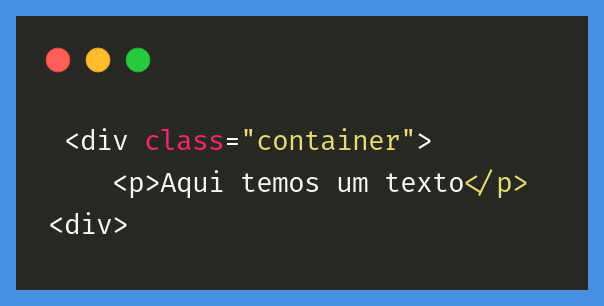 <div class="container">
<p>Aqui temos um texto</p>
<div>